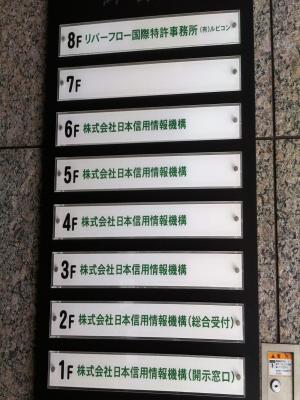 8F リバーフロー国際特許事務所 (有)ルビコン
7F
6F 株式会社日本信用情報機構
5F 株式会社日本信用情報機構
4F 株式会社日本信用情報機構
3F 株式会社日本信用情報機構
2F 株式会社日本信用情報機構(総合受付)
1F 株式会社日本信用情報機構(開示窓口)